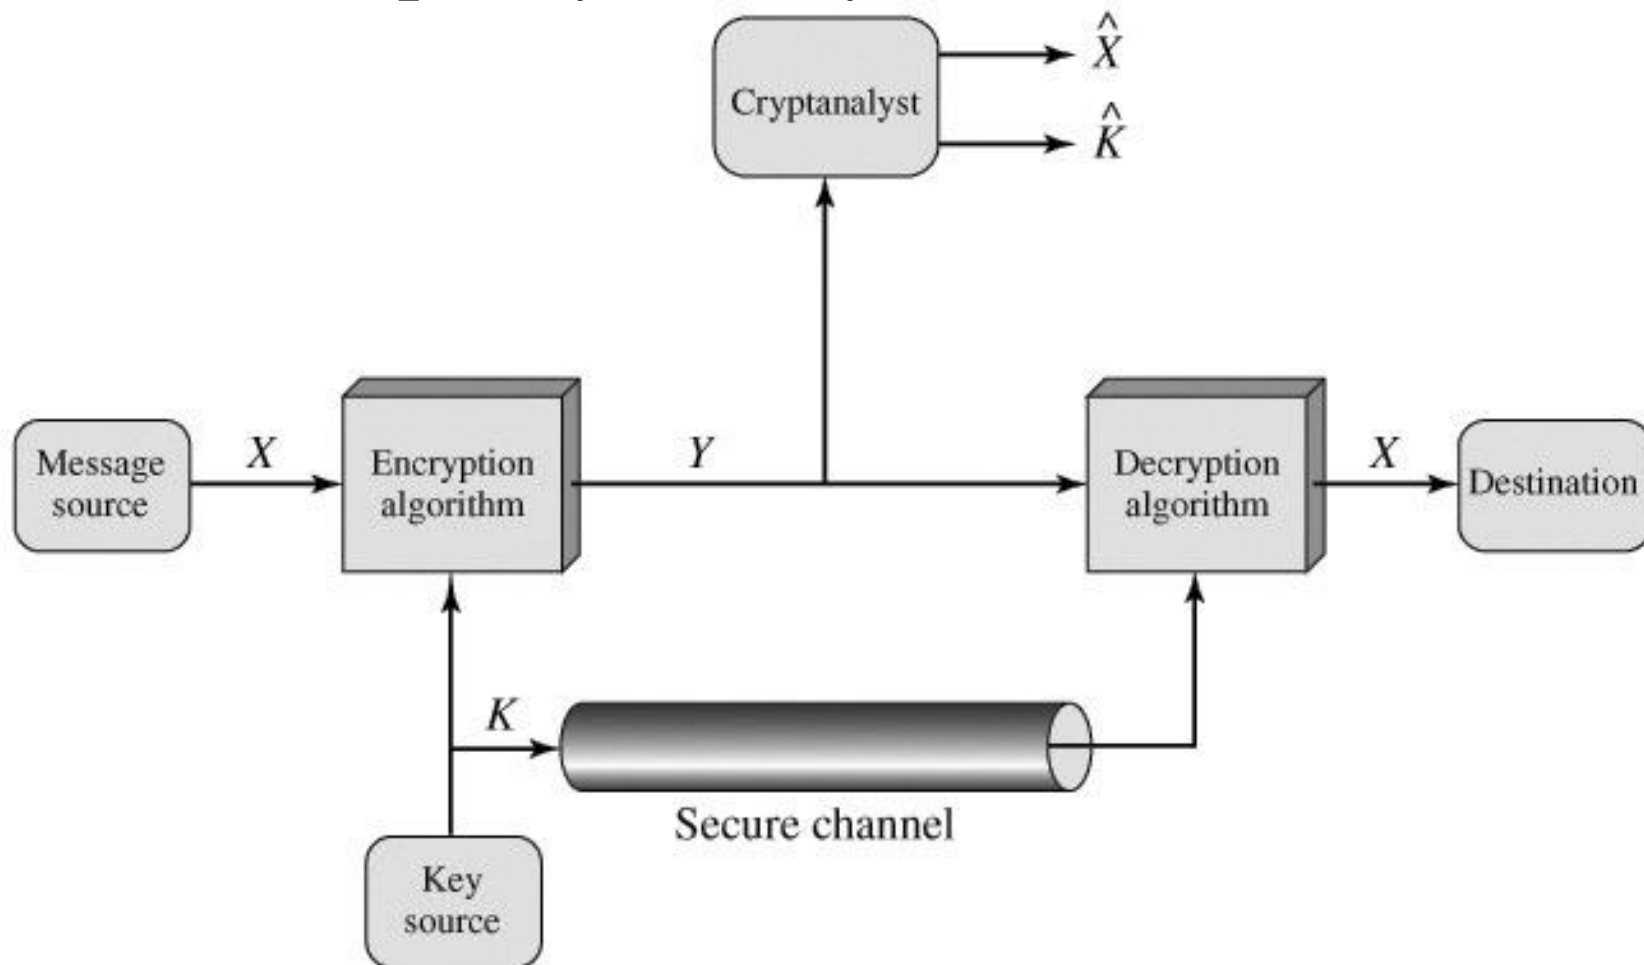 X̂
Cryptanalyst
K̂
Message
source
X
Encryption
algorithm
Y
Decryption
algorithm
X
Destination
K
Secure channel
Key
source